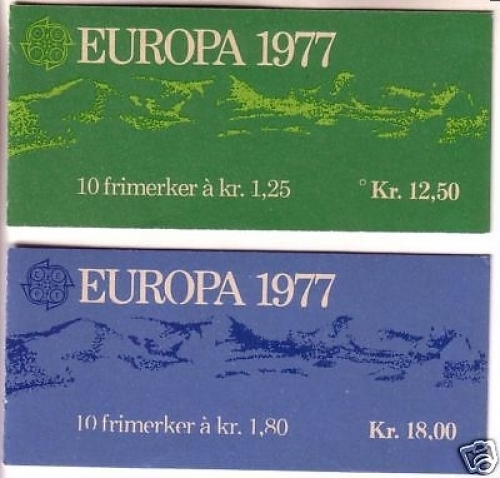 EUROPA 1977
10 frimerker à kr. 1,25
Kr. 12,50
EUROPA 1977
10 frimerker à kr. 1,80
Kr. 18,00